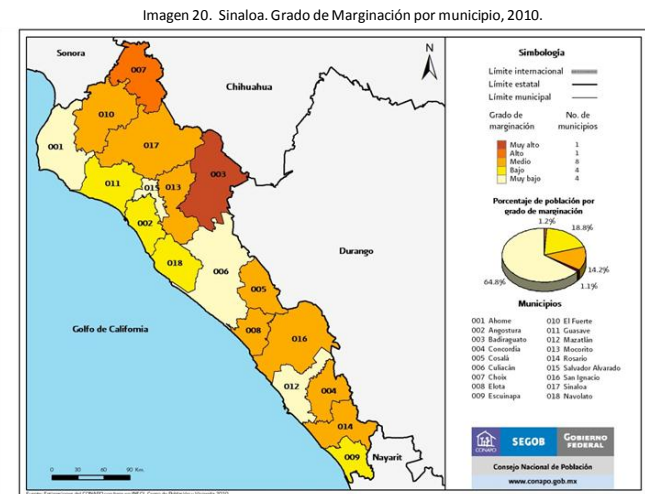 Imagen 20. Sinaloa. Grado de Marginación por municipio, 2010.
Sonora
Chihuahua
Durango
Golfo de California
Nayarit
N
007
010
001
017
003
011
015
013
002
018
006
005
008
016
012
004
014
009
0 30 60 90 Km.
Simbología
Límite internacional
Límite estatal
Límite municipal
Grado de marginación No. de municipios
Muy alto 1
Alto 1
Medio 8
Bajo 4
Muy bajo 4
Porcentaje de población por
grado de marginación
1.2%
18.8%
14.2%
1.1%
64.8%
Municipios
001 Ahome
002 Angostura
003 Badiraguato
004 Concordia
005 Cosalá
006 Culiacán
007 Choix
008 Elota
009 Escuinapa
010 El Fuerte
011 Guasave
012 Mazatlán
013 Mocorito
014 Rosario
015 Salvador Alvarado
016 San Ignacio
017 Sinaloa
018 Navolato
CONAPO
SEGOB
GOBIERNO
FEDERAL
Consejo Nacional de Población
www.conapo.gob.mx